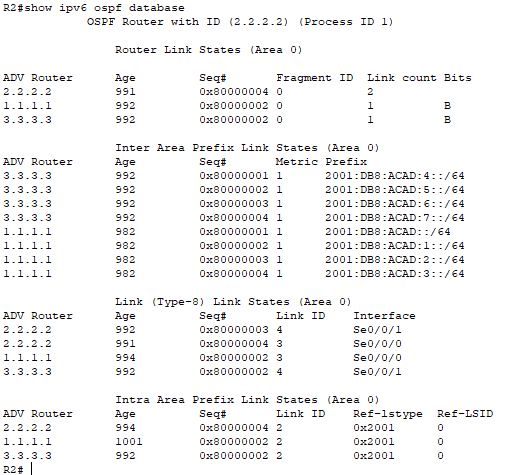 R2#show ipv6 ospf database
OSPF Router with ID (2.2.2.2) (Process ID 1)
Router Link States (Area 0)
ADV Router Age Seq# Fragment ID Link count Bits
2.2.2.2 991 0x80000004 0 2
1.1.1.1 992 0x80000002 0 1 B
3.3.3.3 992 0x80000002 0 1 B
Inter Area Prefix Link States (Area 0)
ADV Router Age Seq# Metric Prefix
3.3.3.3 992 0x80000001 1 2001:DB8:ACAD:4::/64
3.3.3.3 992 0x80000002 1 2001:DB8:ACAD:5::/64
3.3.3.3 992 0x80000003 1 2001:DB8:ACAD:6::/64
3.3.3.3 992 0x80000004 1 2001:DB8:ACAD:7::/64
1.1.1.1 982 0x80000001 1 2001:DB8:ACAD::/64
1.1.1.1 982 0x80000002 1 2001:DB8:ACAD:1::/64
1.1.1.1 982 0x80000003 1 2001:DB8:ACAD:2::/64
1.1.1.1 982 0x80000004 1 2001:DB8:ACAD:3::/64
Link (Type-8) Link States (Area 0)
ADV Router Age Seq# Link ID Interface
2.2.2.2 992 0x80000003 4 Se0/0/1
2.2.2.2 991 0x80000004 3 Se0/0/0
1.1.1.1 994 0x80000002 3 Se0/0/0
3.3.3.3 992 0x80000002 4 Se0/0/1
Intra Area Prefix Link States (Area 0)
ADV Router Age Seq# Link ID Ref-lstype Ref-LSID
2.2.2.2 994 0x80000004 2 0x2001 0
1.1.1.1 1001 0x80000002 2 0x2001 0
3.3.3.3 992 0x80000002 2 0x2001 0
R2#